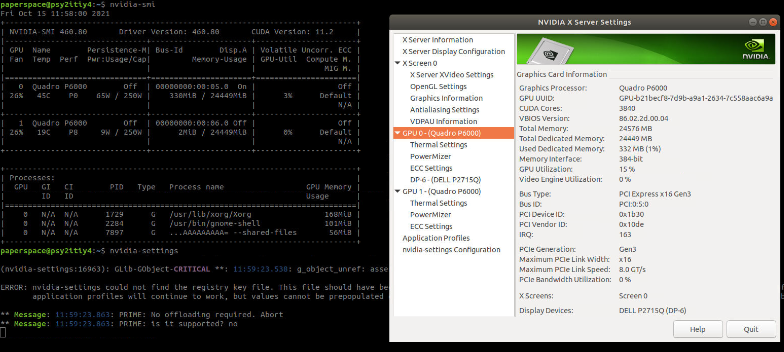 paperspace@psy2itiy4:~$ nvidia-smi
Fri Oct 15 11:58:00 2021
NVIDIA-SMI 460.80 Driver Version: 460.80 CUDA Version: 11.2
GPU Name Persistence-M| Bus-Id Disp.A | Volatile Uncorr. ECC
Fan Temp Perf Pwr:Usage/Cap| Memory-Usage | GPU-Util Compute M.
MIG M.
0 Quadro P6000 Off | 00000000:00:05.0 On | Off
26% 45C P0 65W / 250W | 330MiB / 24449MiB | 3% Default
N/A
1 Quadro P6000 Off | 00000000:00:06.0 Off | Off
26% 19C P0 9W / 250W | 2MiB / 24449MiB | 0% Default
N/A
Processes:
GPU GI CI PID Type Process name GPU Memory
ID ID Usage
0 N/A N/A 1729 G /usr/lib/xorg/Xorg 168MiB
0 N/A N/A 2284 G /usr/bin/gnome-shell 101MiB
0 N/A N/A 7897 G ...AAAAAAAAA= --shared-files 56MiB
paperspace@psy2itiy4:~$ nvidia-settings
(nvidia-settings:16963): GLib-GObject-CRITICAL **: 11:59:23.538: g_object_unref: asse
ERROR: nvidia-settings could not find the registry key file. This file should have be
application profiles will continue to work, but values cannot be prepopulated
** Message: 11:59:23.863: PRIME: No offloading required. Abort
** Message: 11:59:23.863: PRIME: is it supported? no
NVIDIA X Server Settings
X Server Information
X Server Display Configuration
X Screen 0
X Server XVideo Settings
OpenGL Settings
Graphics Information
Antialiasing Settings
VDPAU Information
GPU 0 - (Quadro P6000)
Thermal Settings
PowerMizer
ECC Settings
DP-6 - (DELL P2715Q)
GPU 1 - (Quadro P6000)
Thermal Settings
PowerMizer
ECC Settings
Application Profiles
nvidia-settings Configuration
NVIDIA
Graphics Card Information
Graphics Processor: Quadro P6000
GPU UUID: GPU-b21becf8-7d9b-a9a1-2634-7c558aac6a9a
CUDA Cores: 3840
VBIOS Version: 86.02.2d.00.04
Total Memory: 24576 MB
Total Dedicated Memory: 24449 MB
Used Dedicated Memory: 332 MB (1%)
Memory Interface: 384-bit
GPU Utilization: 15 %
Video Engine Utilization: 0 %
Bus Type: PCI Express x16 Gen3
Bus ID: PCI:0:5:0
PCI Device ID: 0x1b30
PCI Vendor ID: 0x10de
IRQ: 163
PCIe Generation: Gen3
Maximum PCIe Link Width: x16
Maximum PCIe Link Speed: 8.0 GT/s
PCIe Bandwidth Utilization: 0 %
X Screens: Screen 0
Display Devices: DELL P2715Q (DP-6)
Help Quit